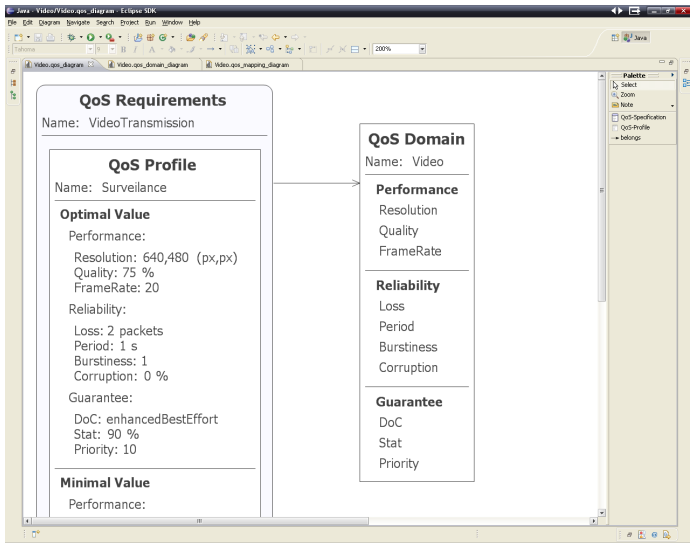 Java - Video/Video.qos_diagram - Eclipse SDK
File Edit Diagram Navigate Search Project Run Window Help
Tahoma 9 B I A 200% Java
Video.qos_diagram Video.qos_domain_diagram Video.qos_mapping_diagram
QoS Requirements
Name: VideoTransmission
QoS Profile
Name: Surveilance
Optimal Value
Performance:
Resolution: 640,480 (px,px)
Quality: 75 %
FrameRate: 20
Reliability:
Loss: 2 packets
Period: 1 s
Burstiness: 1
Corruption: 0 %
Guarantee:
DoC: enhancedBestEffort
Stat: 90 %
Priority: 10
Minimal Value
Performance:
QoS Domain
Name: Video
Performance
Resolution
Quality
FrameRate
Reliability
Loss
Period
Burstiness
Corruption
Guarantee
DoC
Stat
Priority
Palette
Select
Zoom
Note
QoS-Specification
QoS-Profile
belongs